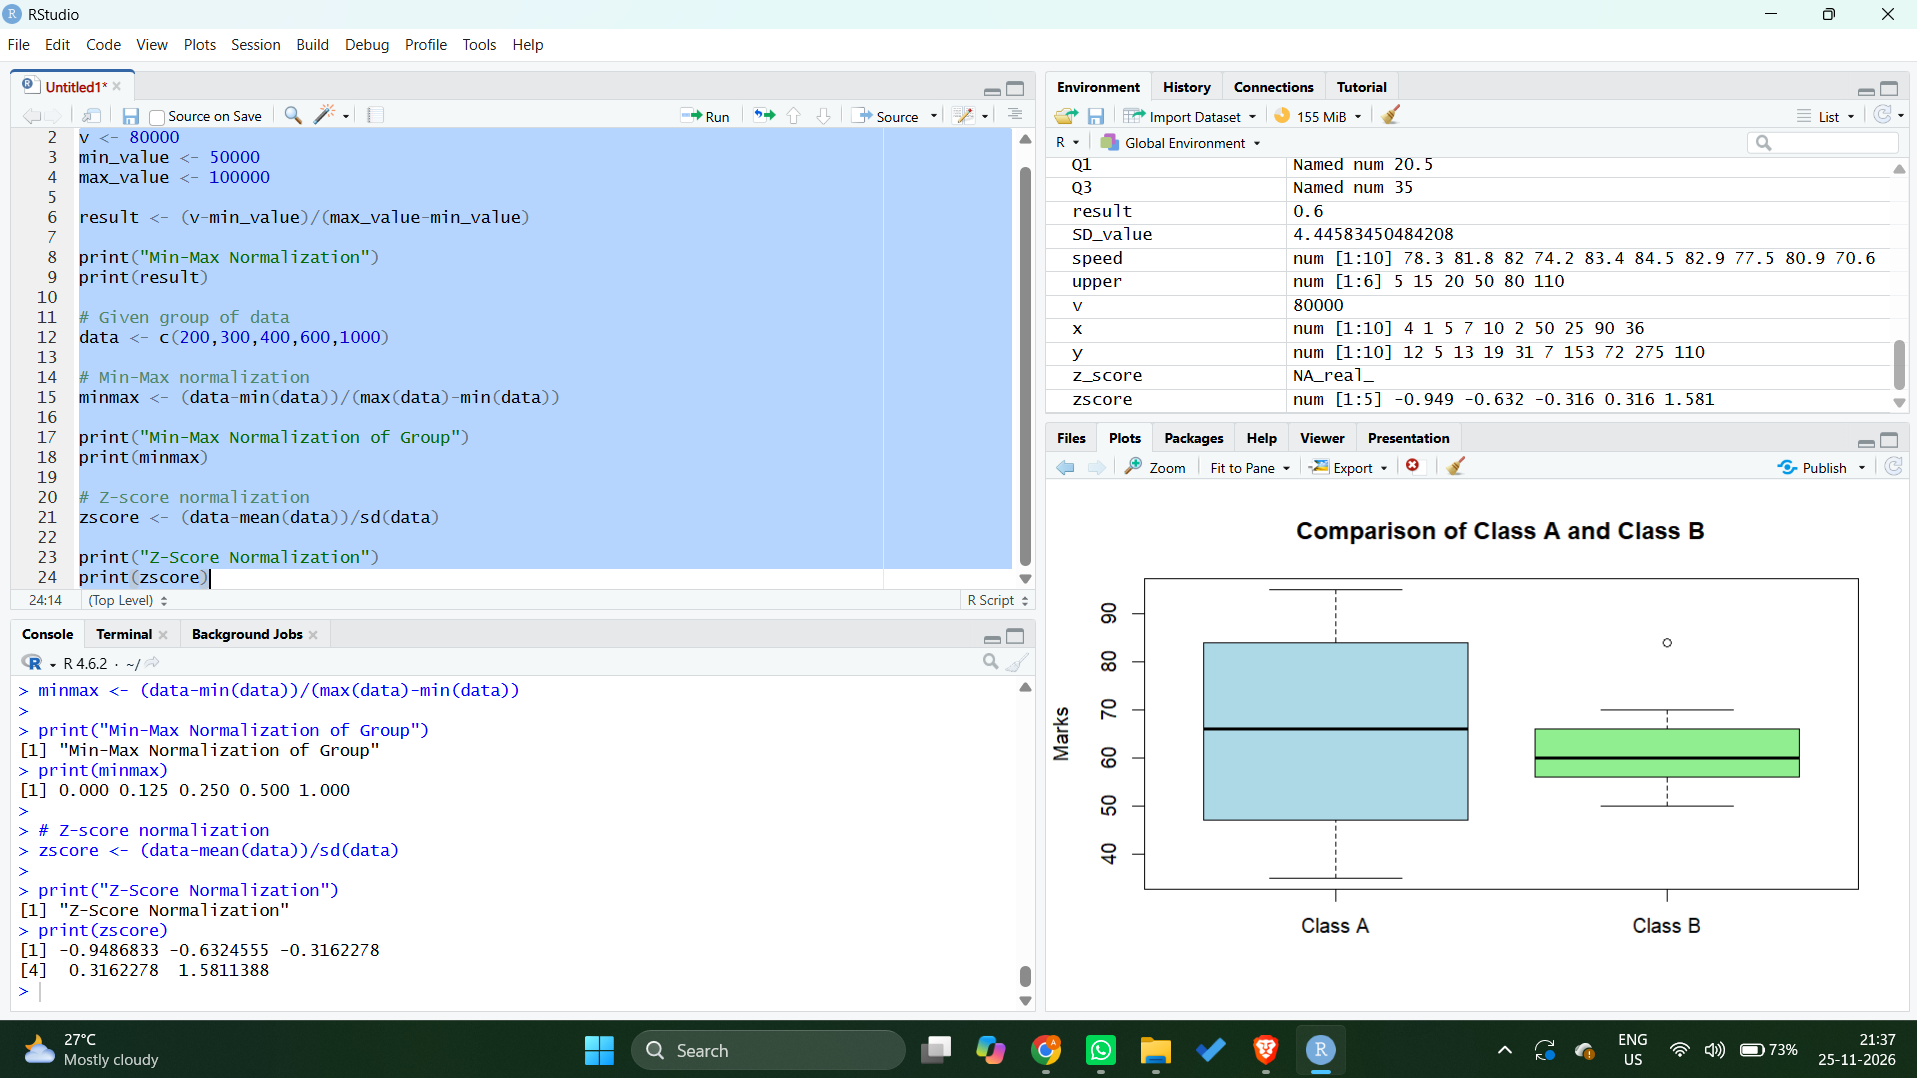 RStudio
File Edit Code View Plots Session Build Debug Profile Tools Help
Untitled1*
Source on Save Run Source
2 v <- 80000
3 min_value <- 50000
4 max_value <- 100000
5
6 result <- (v-min_value)/(max_value-min_value)
7
8 print("Min-Max Normalization")
9 print(result)
10
11 # Given group of data
12 data <- c(200,300,400,600,1000)
13
14 # Min-Max normalization
15 minmax <- (data-min(data))/(max(data)-min(data))
16
17 print("Min-Max Normalization of Group")
18 print(minmax)
19
20 # Z-score normalization
21 zscore <- (data-mean(data))/sd(data)
22
23 print("Z-Score Normalization")
24 print(zscore)
24:14 (Top Level) R Script
Console Terminal Background Jobs
R 4.6.2 · ~/
> minmax <- (data-min(data))/(max(data)-min(data))
>
> print("Min-Max Normalization of Group")
[1] "Min-Max Normalization of Group"
> print(minmax)
[1] 0.000 0.125 0.250 0.500 1.000
>
> # Z-score normalization
> zscore <- (data-mean(data))/sd(data)
>
> print("Z-Score Normalization")
[1] "Z-Score Normalization"
> print(zscore)
[1] -0.9486833 -0.6324555 -0.3162278
[4]  0.3162278  1.5811388
>
Environment History Connections Tutorial
Import Dataset 155 MiB List
R Global Environment
Q1 Named num 20.5
Q3 Named num 35
result 0.6
SD_value 4.44583450484208
speed num [1:10] 78.3 81.8 82 74.2 83.4 84.5 82.9 77.5 80.9 70.6
upper num [1:6] 5 15 20 50 80 110
v 80000
x num [1:10] 4 1 5 7 10 2 50 25 90 36
y num [1:10] 12 5 13 19 31 7 153 72 275 110
z_score NA_real_
zscore num [1:5] -0.949 -0.632 -0.316 0.316 1.581
Files Plots Packages Help Viewer Presentation
Zoom Fit to Pane Export Publish
Comparison of Class A and Class B
Marks
90
80
70
60
50
40
Class A Class B
27°C
Mostly cloudy
Search
R
ENG
US
73%
21:37
25-11-2026